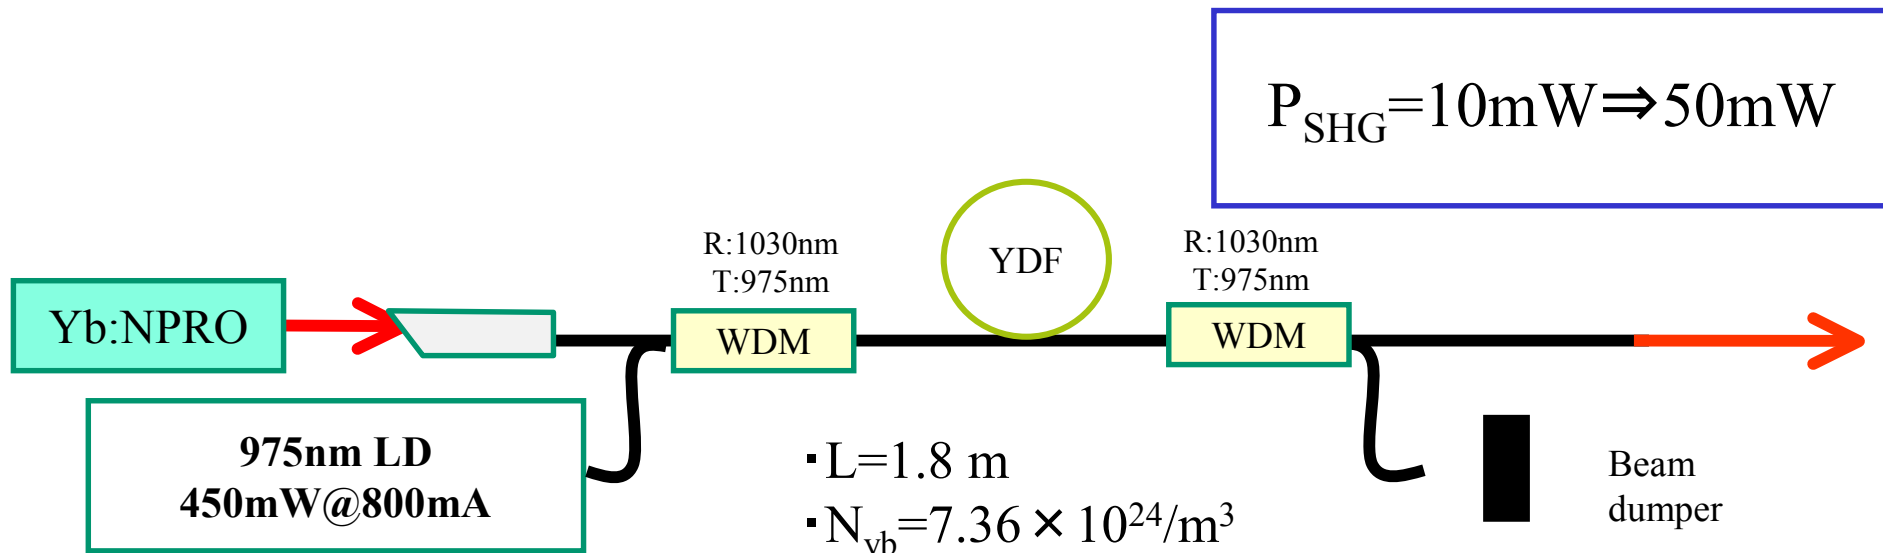 P_SHG=10mW⇒50mW
R:1030nm
T:975nm
YDF
R:1030nm
T:975nm
Yb:NPRO
WDM
WDM
975nm LD
450mW@800mA
・L=1.8 m
・N_yb=7.36×10^24/m^3
Beam
dumper